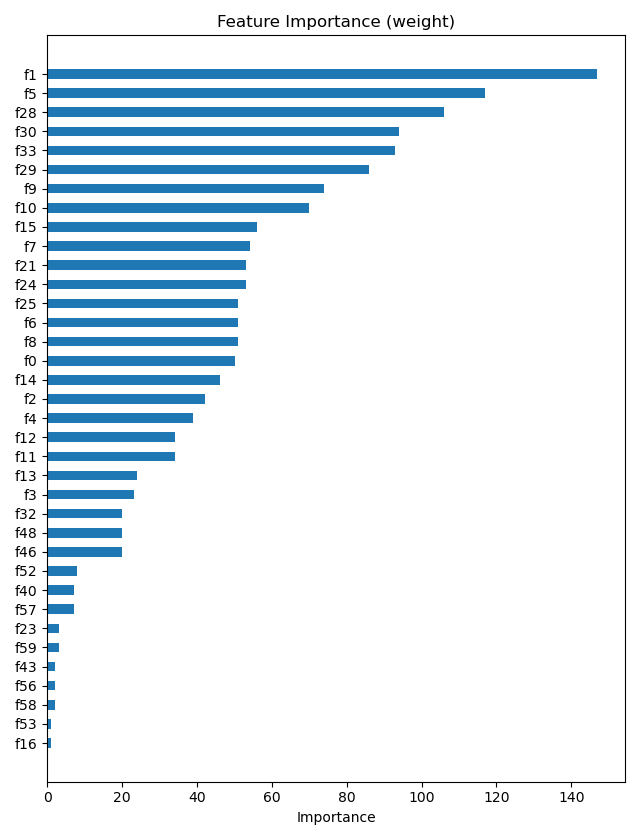 Feature Importance (weight)
f1
f5
f28
f30
f33
f29
f9
f10
f15
f7
f21
f24
f25
f6
f8
f0
f14
f2
f4
f12
f11
f13
f3
f32
f48
f46
f52
f40
f57
f23
f59
f43
f56
f58
f53
f16
0 20 40 60 80 100 120 140
Importance